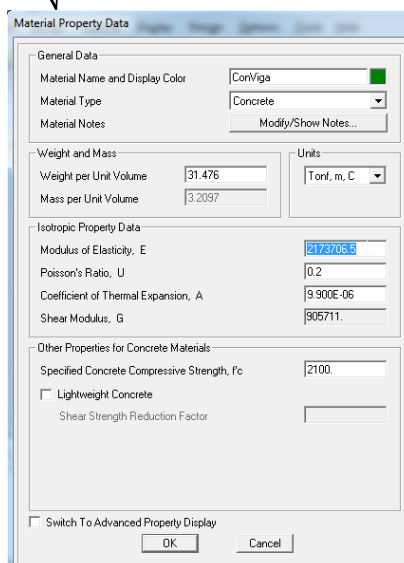 Material Property Data
General Data
Material Name and Display Color ConViga
Material Type Concrete
Material Notes Modify/Show Notes...
Weight and Mass Units
Weight per Unit Volume 31.476 Tonf, m, C
Mass per Unit Volume 3.2097
Isotropic Property Data
Modulus of Elasticity, E 2173706.5
Poisson's Ratio, U 0.2
Coefficient of Thermal Expansion, A 9.900E-06
Shear Modulus, G 905711.
Other Properties for Concrete Materials
Specified Concrete Compressive Strength, f'c 2100.
Lightweight Concrete
Shear Strength Reduction Factor
Switch To Advanced Property Display
OK Cancel